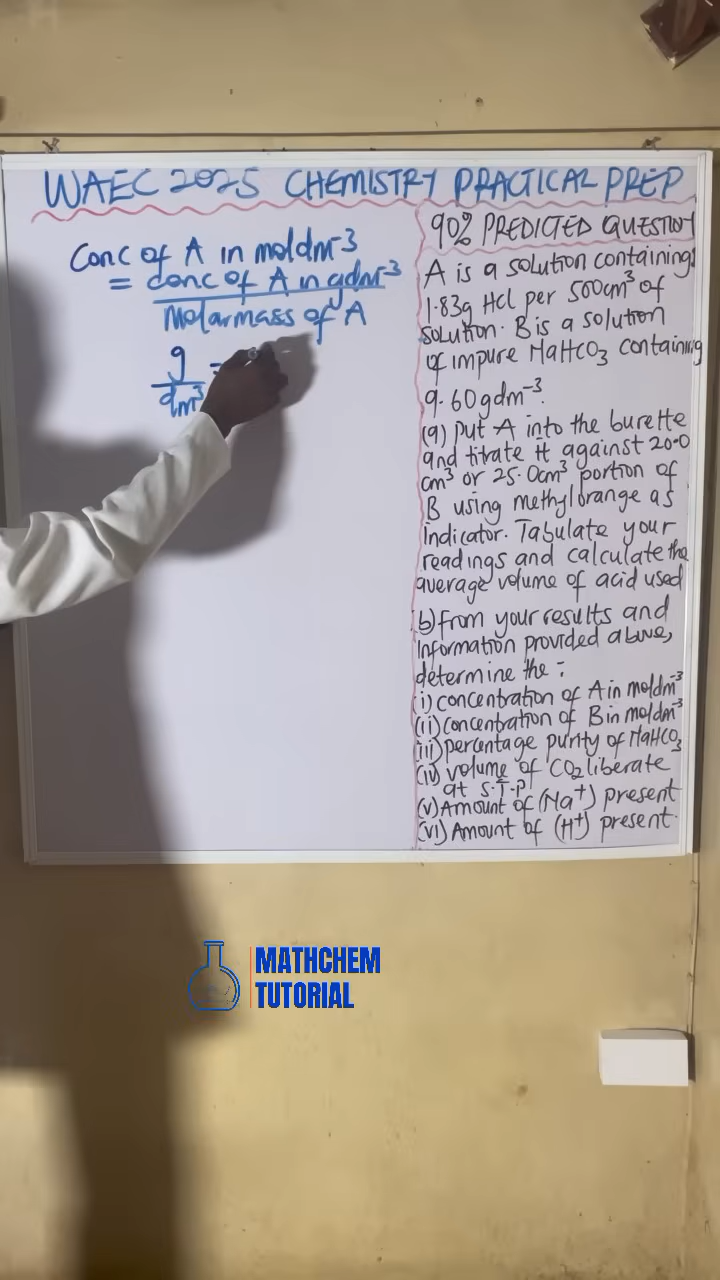 WAEC 2025 CHEMISTRY PRACTICAL PREP
Conc of A in moldm-3
= conc of A in gdm-3
Molarmass of A
g
dm3 =
90% PREDICTED QUESTION
A is a solution containing
1.83g HCl per 500cm3 of
solution. B is a solution
of impure NaHCO3 containing
9.60gdm-3.
(a) Put A into the burette
and titrate it against 20.0
cm3 or 25.0cm3 portion of
B using methylorange as
indicator. Tabulate your
readings and calculate the
average volume of acid used
b) from your results and
information provided above,
determine the :
(i) concentration of A in moldm-3
(ii) concentration of B in moldm-3
iii) percentage purity of NaHCO3
(iv) volume of CO2 liberate
at S.T.P
(v) Amount of (Na+) present
(vi) Amount of (H+) present.
MATHCHEM
TUTORIAL